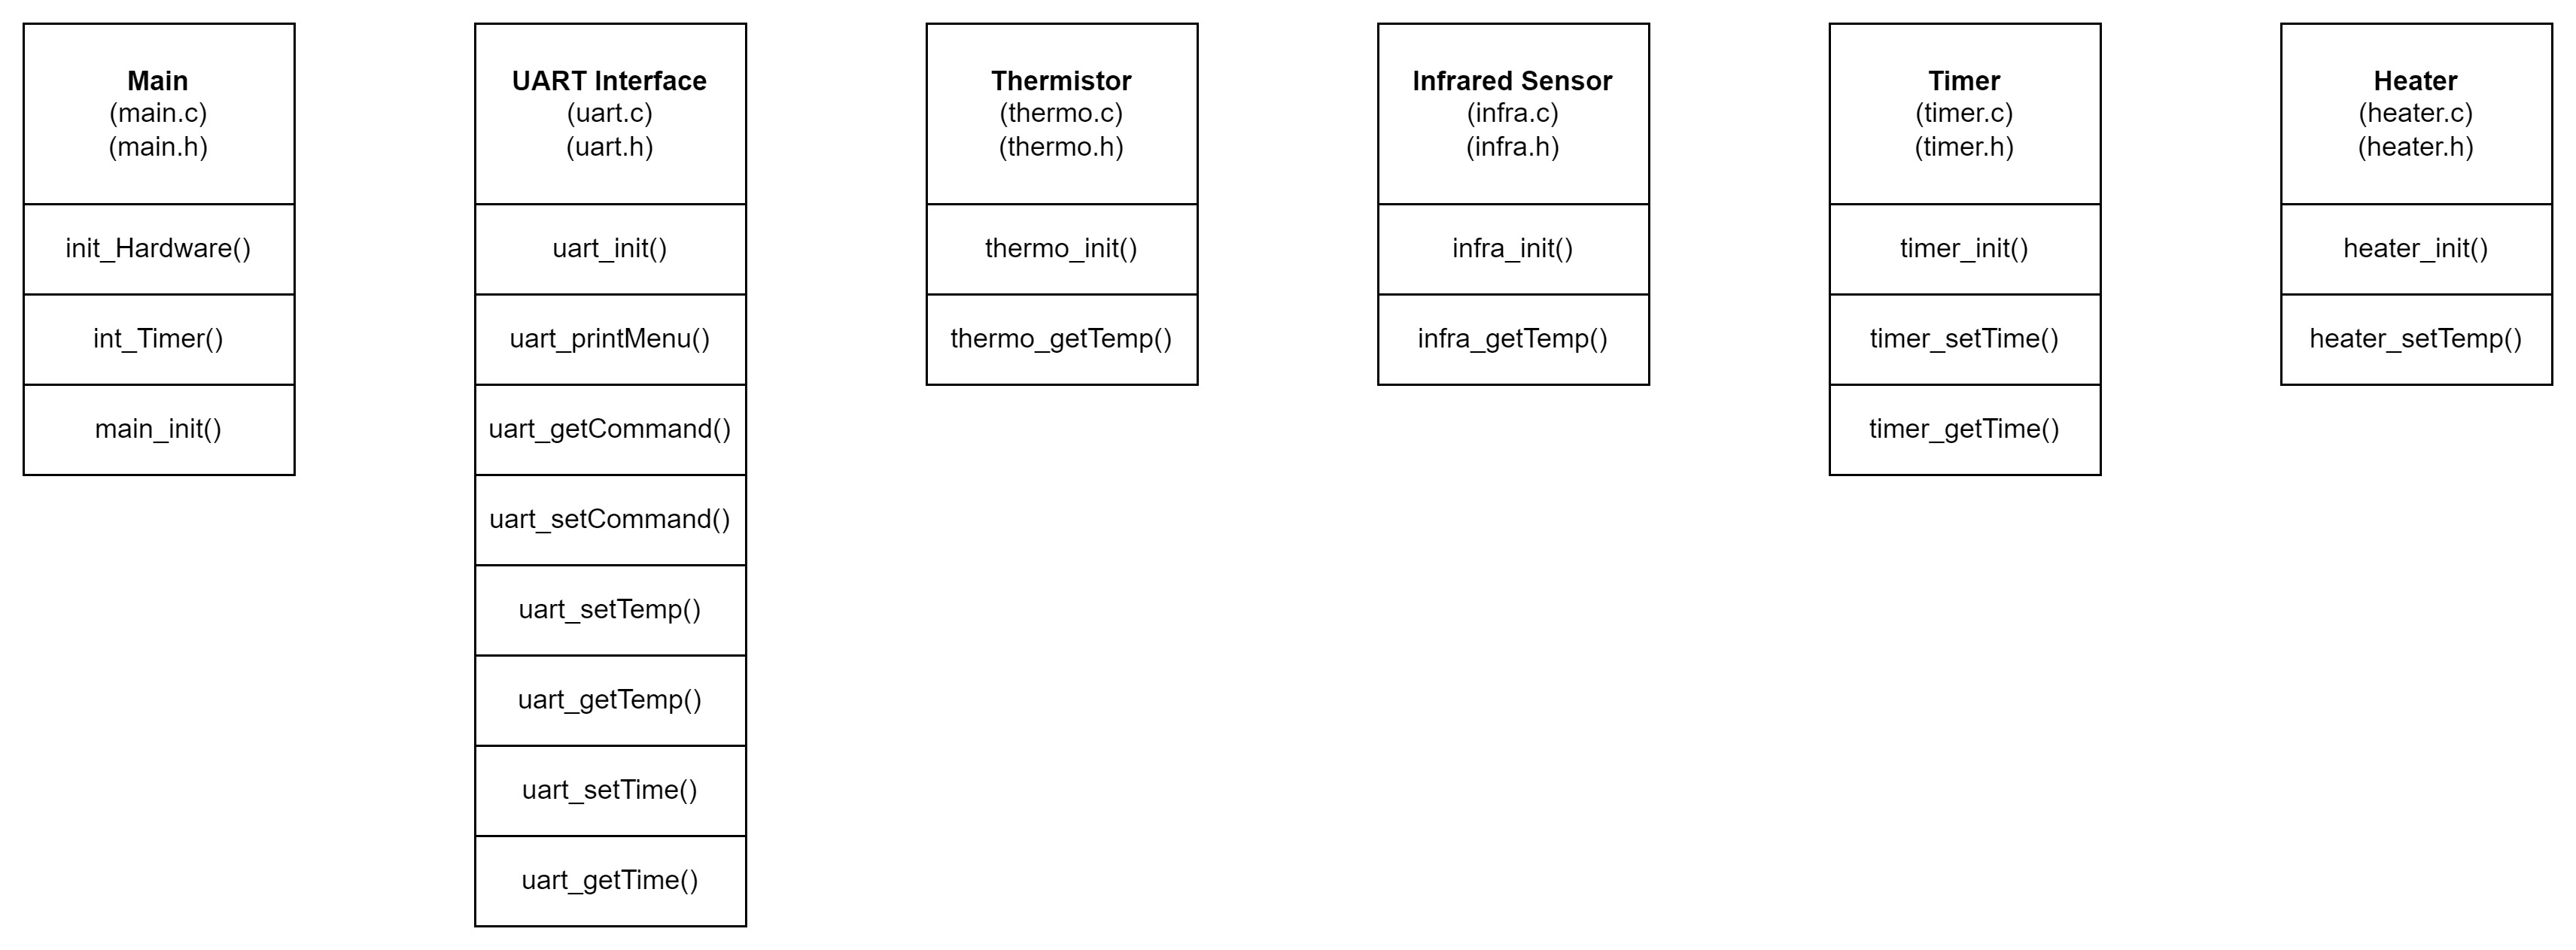 Main
(main.c)
(main.h)
init_Hardware()
int_Timer()
main_init()
UART Interface
(uart.c)
(uart.h)
uart_init()
uart_printMenu()
uart_getCommand()
uart_setCommand()
uart_setTemp()
uart_getTemp()
uart_setTime()
uart_getTime()
Thermistor
(thermo.c)
(thermo.h)
thermo_init()
thermo_getTemp()
Infrared Sensor
(infra.c)
(infra.h)
infra_init()
infra_getTemp()
Timer
(timer.c)
(timer.h)
timer_init()
timer_setTime()
timer_getTime()
Heater
(heater.c)
(heater.h)
heater_init()
heater_setTemp()